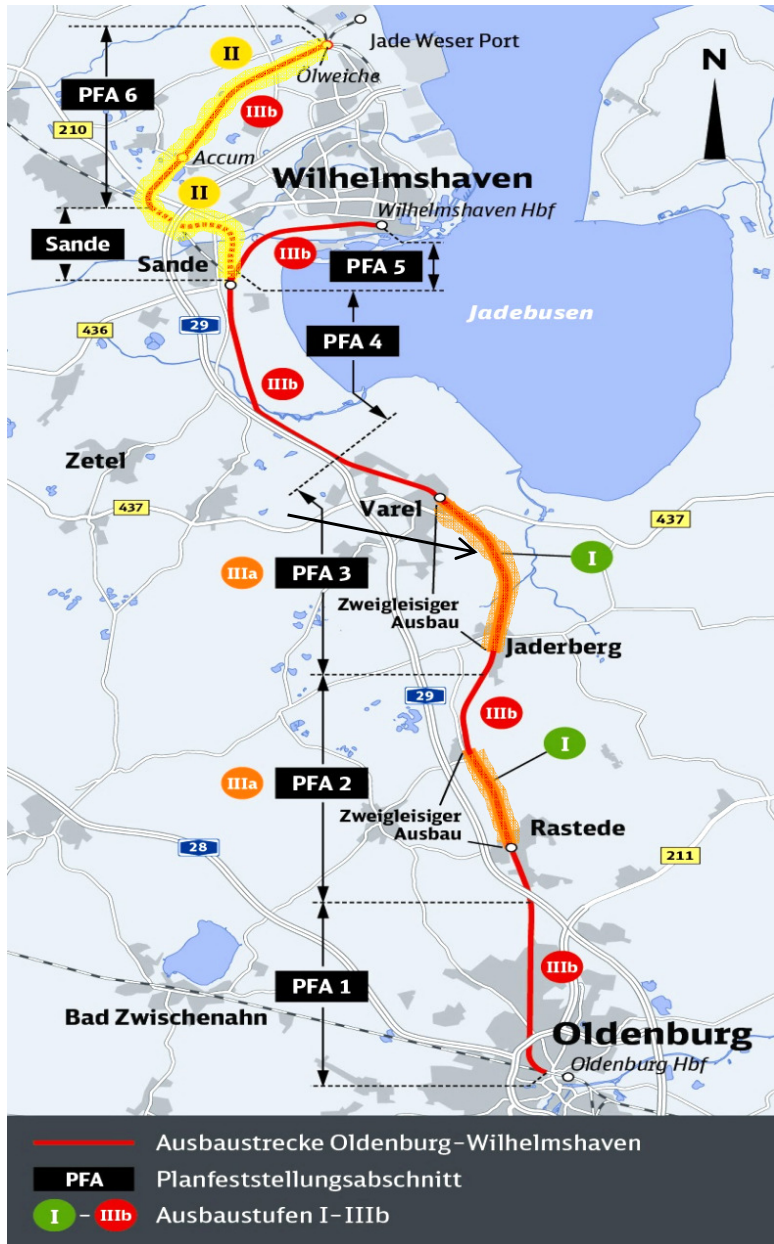 Jade Weser Port
II
Ölweiche
N
PFA 6
IIIb
210
Accum
Wilhelmshaven
II
Wilhelmshaven Hbf
Sande
Sande
IIIb
PFA 5
Jadebusen
29
436
PFA 4
IIIb
Zetel
437
Varel
437
I
IIIa
PFA 3
Zweigleisiger
Ausbau
Jaderberg
29
IIIb
I
IIIa
PFA 2
Zweigleisiger
Ausbau
Rastede
28
211
PFA 1
IIIb
Bad Zwischenahn
Oldenburg
Oldenburg Hbf
Ausbaustrecke Oldenburg-Wilhelmshaven
PFA Planfeststellungsabschnitt
I - IIIb Ausbaustufen I-IIIb